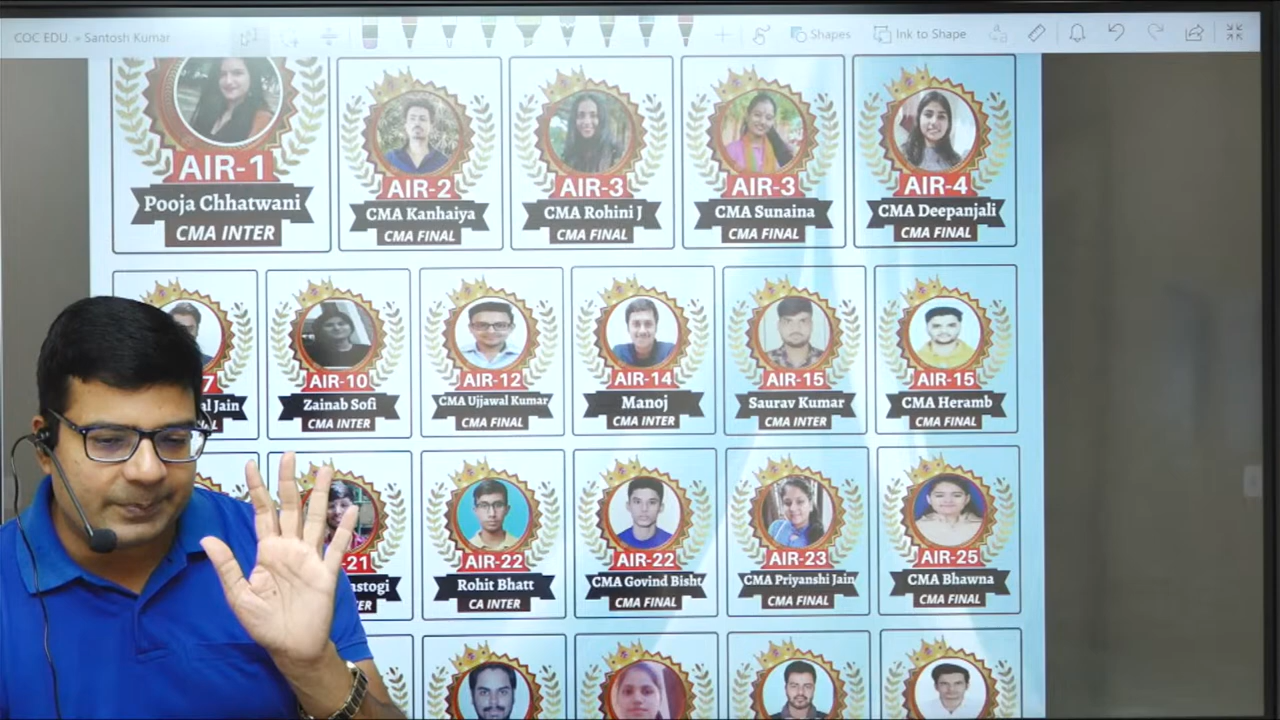 COC EDU. » Santosh Kumar
Shapes
Ink to Shape
AIR-1
Pooja Chhatwani
CMA INTER
AIR-2
CMA Kanhaiya
CMA FINAL
AIR-3
CMA Rohini J
CMA FINAL
AIR-3
CMA Sunaina
CMA FINAL
AIR-4
CMA Deepanjali
CMA FINAL
7
Jain
AIR-10
Zainab Sofi
CMA INTER
AIR-12
CMA Ujjawal Kumar
CMA FINAL
AIR-14
Manoj
CMA INTER
AIR-15
Saurav Kumar
CMA INTER
AIR-15
CMA Heramb
CMA FINAL
-21
AIR-22
Rohit Bhatt
CA INTER
AIR-22
CMA Govind Bisht
CMA FINAL
AIR-23
CMA Priyanshi Jain
CMA FINAL
AIR-25
CMA Bhawna
CMA FINAL